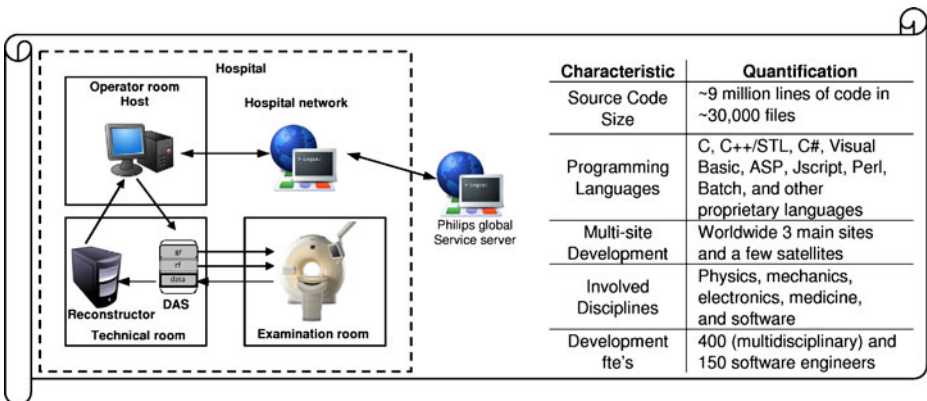 Hospital
Operator room
Host
Hospital network
> Login:
> Login:
Philips global
Service server
gr
rf
data
DAS
Reconstructor
Technical room
Examination room
Characteristic Quantification
Source Code
Size
~9 million lines of code in
~30,000 files
Programming
Languages
C, C++/STL, C#, Visual
Basic, ASP, Jscript, Perl,
Batch, and other
proprietary languages
Multi-site
Development
Worldwide 3 main sites
and a few satellites
Involved
Disciplines
Physics, mechanics,
electronics, medicine,
and software
Development
fte's
400 (multidisciplinary) and
150 software engineers